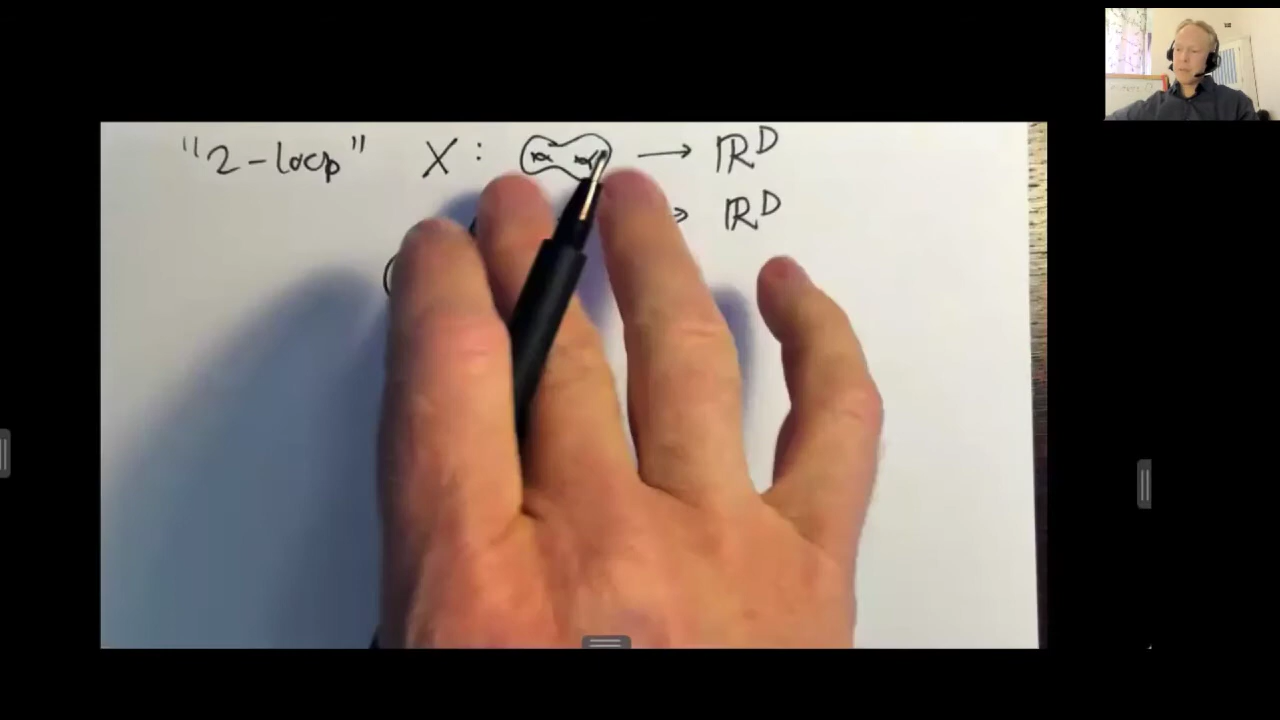 "2-loop" X: → ℝᴰ
→ ℝᴰ